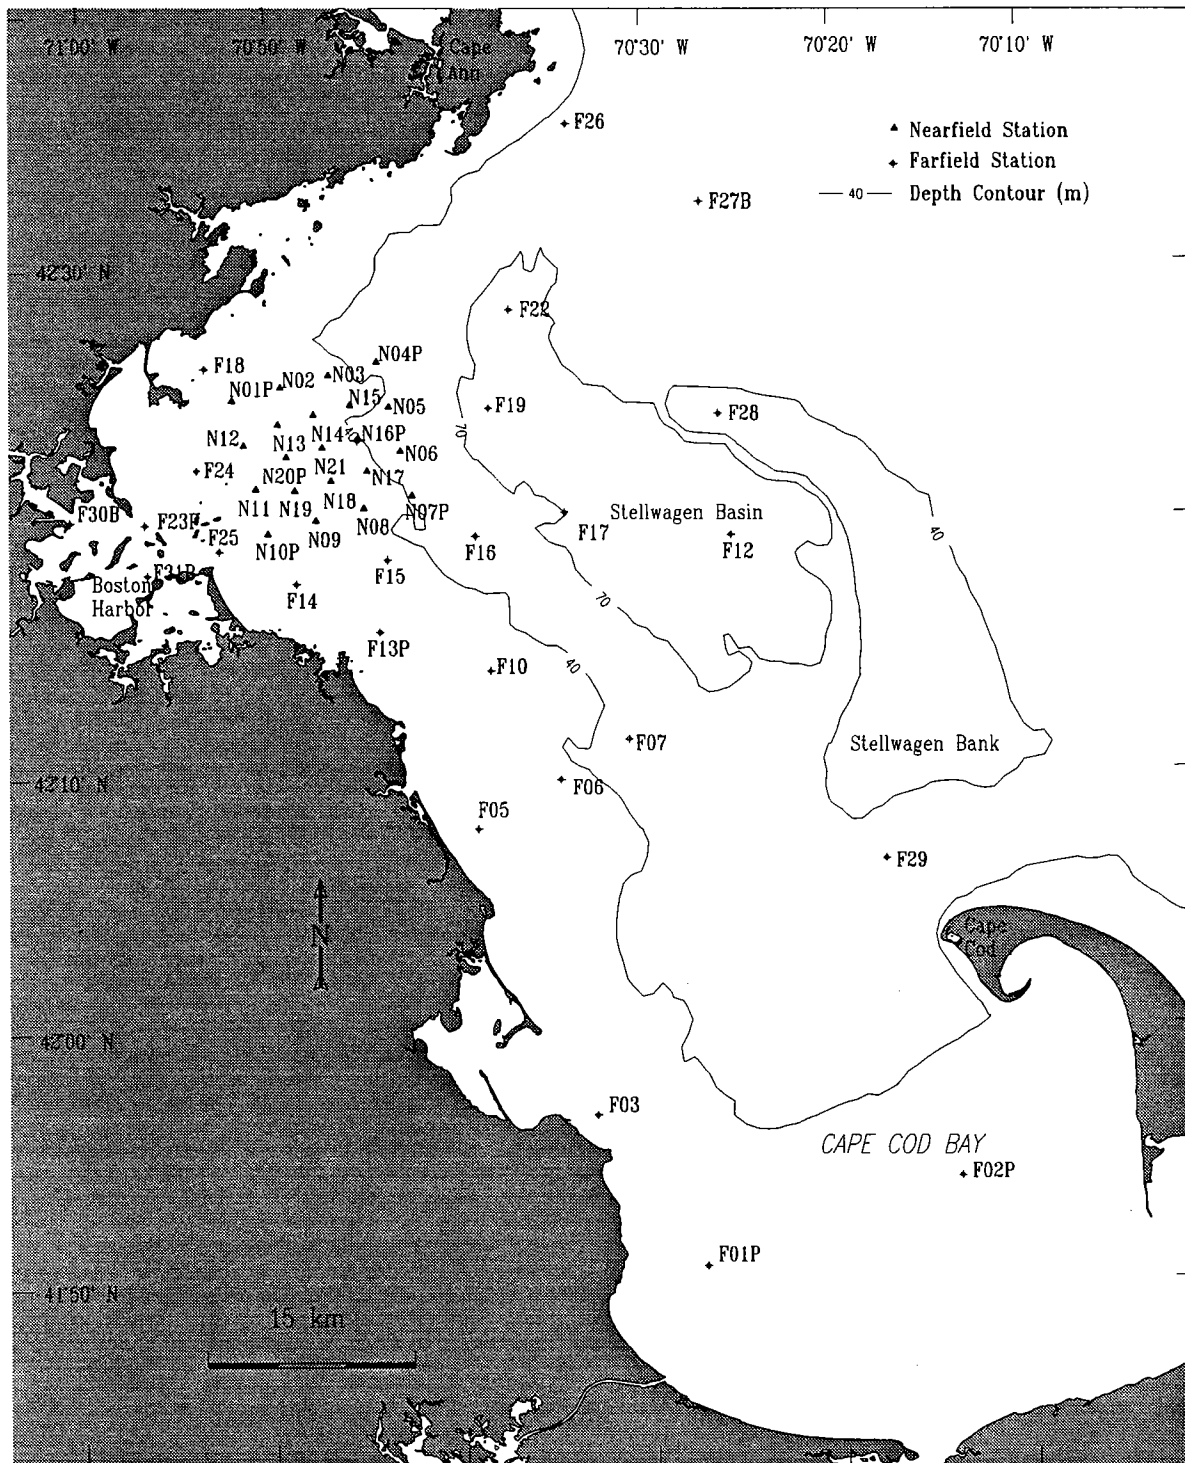 71°00' W
70°50' W
70°30' W
70°20' W
70°10' W
Cape
Ann
F26
Nearfield Station
Farfield Station
40 Depth Contour (m)
F27B
42°30' N
F22
N04P
F18
N03
N02
N01P
N15
N05
F19
70
F28
40
N16P
N12
N13
N14
N06
F24
N20P
N21
N17
N11
N19
N18
N08
N07P
Stellwagen Basin
F17
F12
40
F30B
F23P
F25
N10P
N09
F16
F15
F31B
Boston
Harbor
F14
70
F13P
F10
40
F07
Stellwagen Bank
42°10' N
F06
F05
F29
N
Cape
Cod
42°00' N
F03
CAPE COD BAY
F02P
F01P
41°50' N
15 km